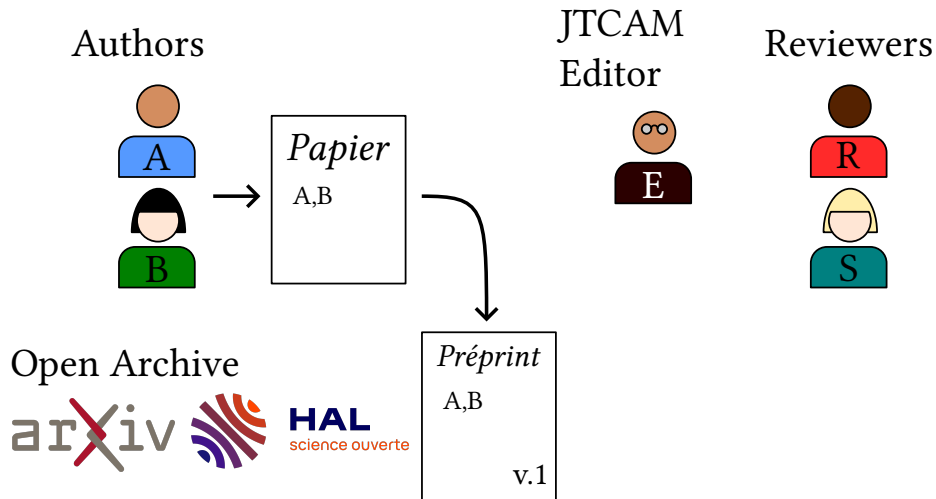 Authors
JTCAM
Editor
Reviewers
A
Papier
A,B
E
R
B
S
Open Archive
arXiv
HAL
science ouverte
Préprint
A,B
v.1